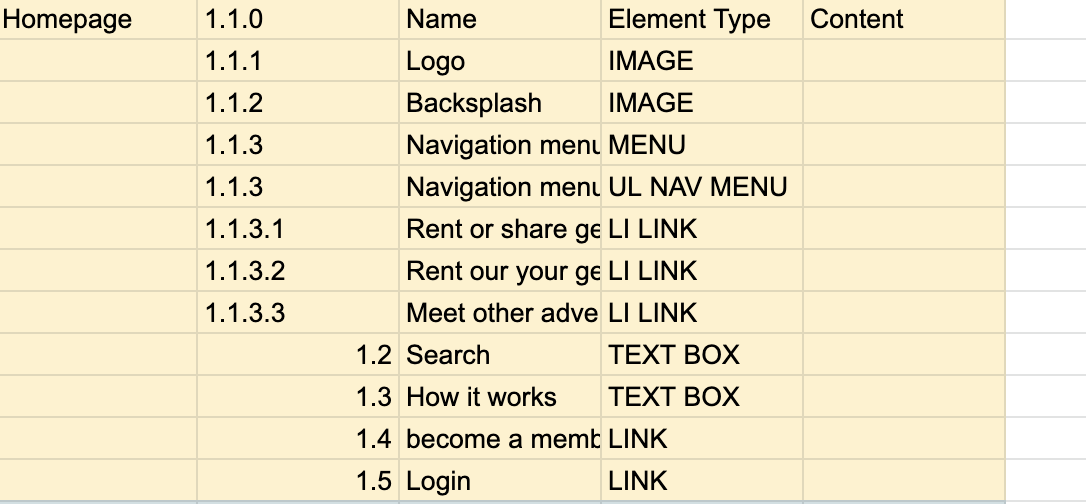 Homepage 1.1.0 Name Element Type Content
1.1.1 Logo IMAGE
1.1.2 Backsplash IMAGE
1.1.3 Navigation menu MENU
1.1.3 Navigation menu UL NAV MENU
1.1.3.1 Rent or share ge LI LINK
1.1.3.2 Rent our your ge LI LINK
1.1.3.3 Meet other adve LI LINK
1.2 Search TEXT BOX
1.3 How it works TEXT BOX
1.4 become a memb LINK
1.5 Login LINK